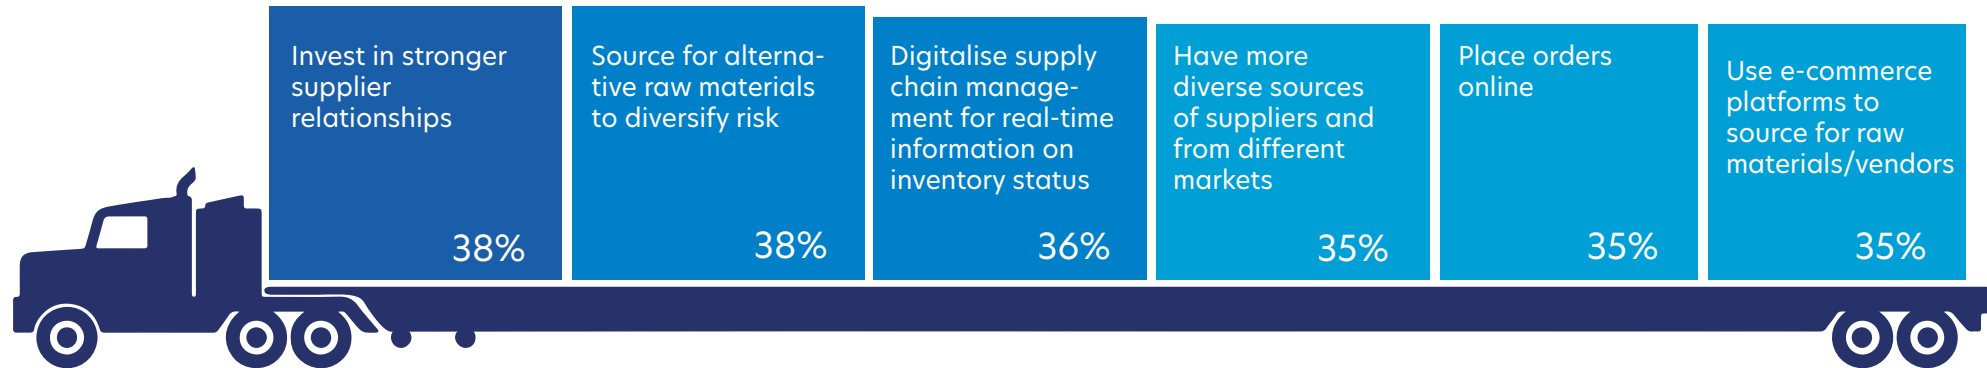 Invest in stronger
supplier
relationships
38%
Source for alterna-
tive raw materials
to diversify risk
38%
Digitalise supply
chain manage-
ment for real-time
information on
inventory status
36%
Have more
diverse sources
of suppliers and
from different
markets
35%
Place orders
online
35%
Use e-commerce
platforms to
source for raw
materials/vendors
35%